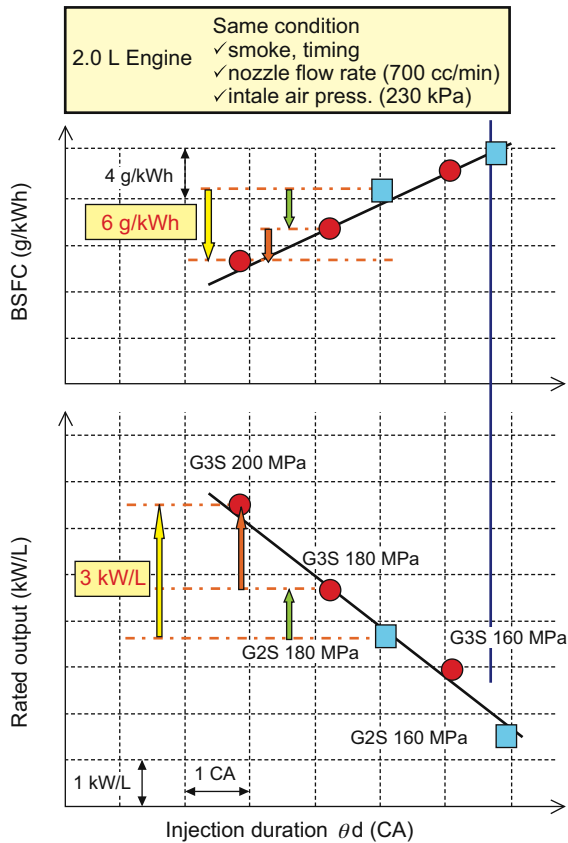 2.0 L Engine
Same condition
✓smoke, timing
✓nozzle flow rate (700 cc/min)
✓intale air press. (230 kPa)
4 g/kWh
6 g/kWh
BSFC (g/kWh)
G3S 200 MPa
G3S 180 MPa
3 kW/L
G2S 180 MPa
G3S 160 MPa
G2S 160 MPa
1 kW/L
1 CA
Rated output (kW/L)
Injection duration θd (CA)